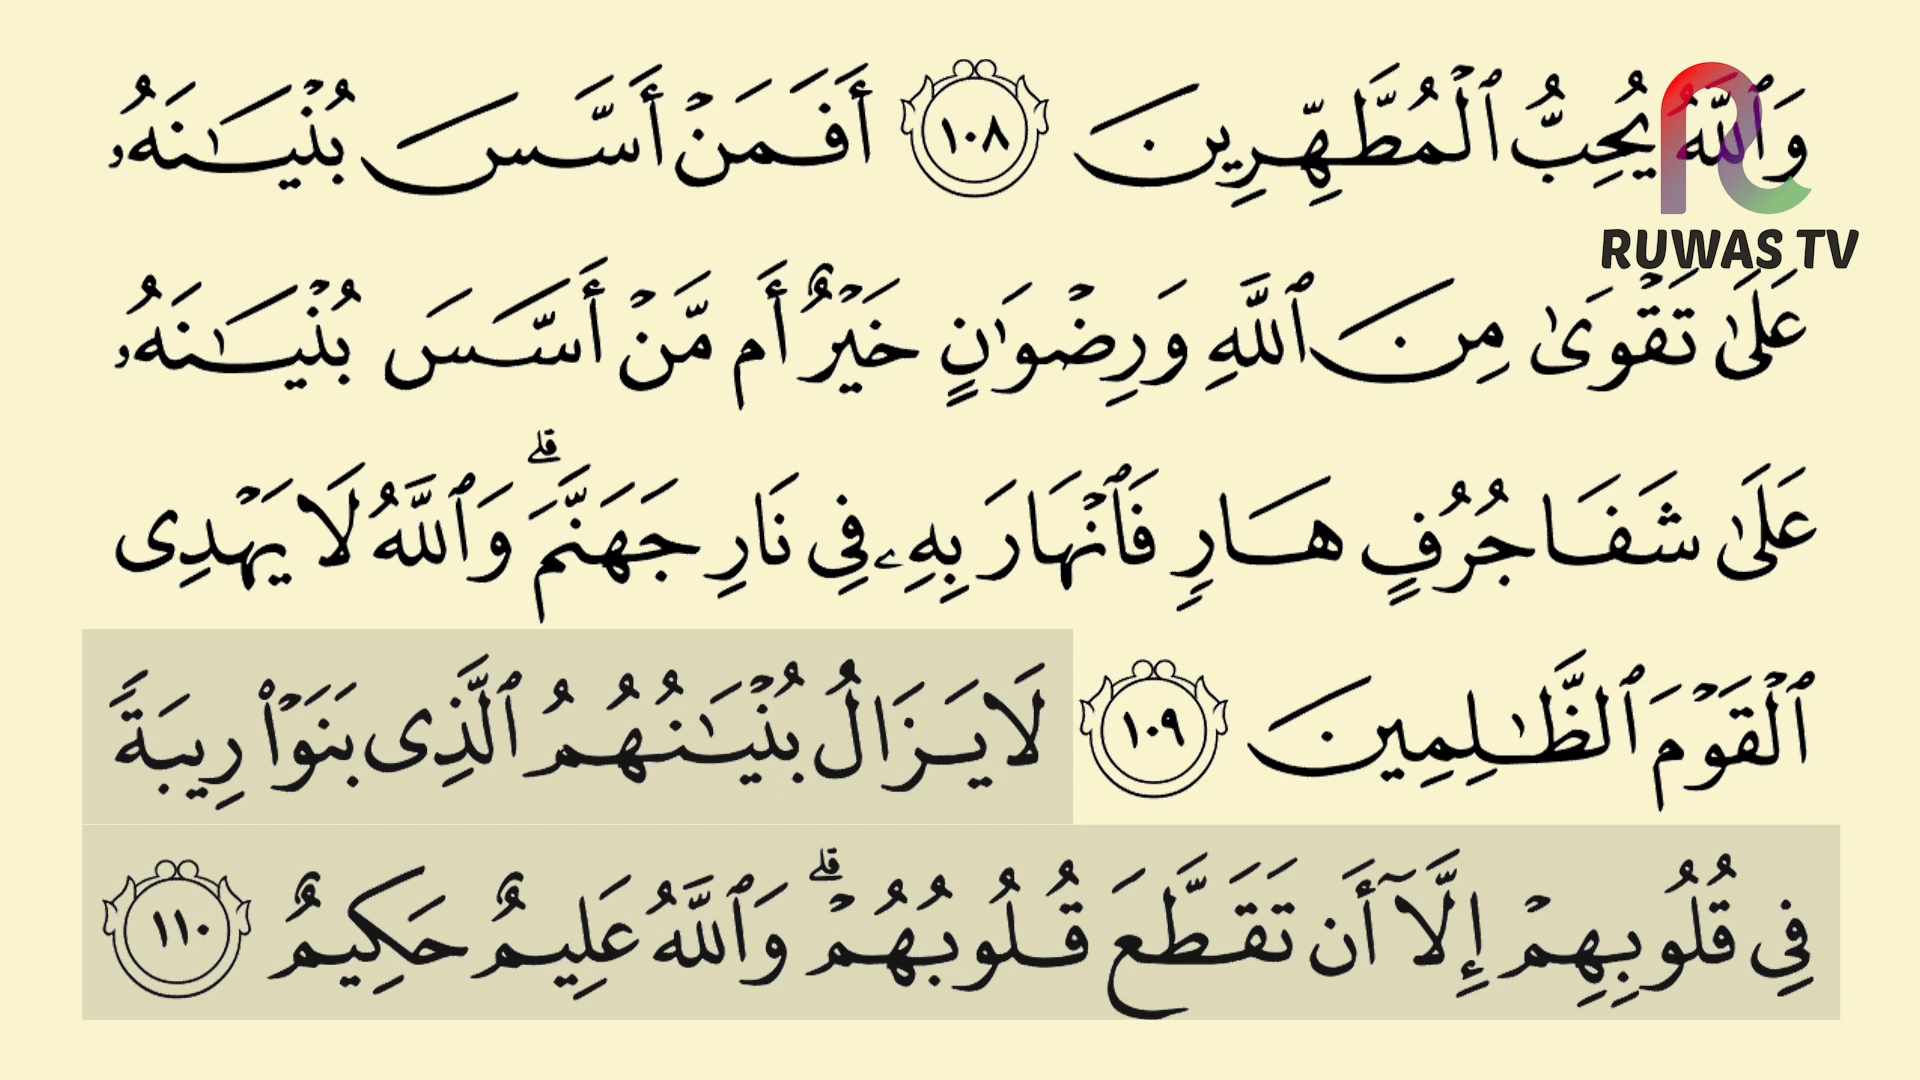 وَٱللَّهُ يُحِبُّ ٱلْمُطَّهِّرِينَ ١٠٨ أَفَمَنْ أَسَّسَ بُنْيَـٰنَهُۥ
RUWAS TV
عَلَىٰ تَقْوَىٰ مِنَ ٱللَّهِ وَرِضْوَٰنٍ خَيْرٌ أَم مَّنْ أَسَّسَ بُنْيَـٰنَهُۥ
عَلَىٰ شَفَا جُرُفٍ هَارٍ فَٱنْهَارَ بِهِۦ فِى نَارِ جَهَنَّمَ ۗ وَٱللَّهُ لَا يَهْدِى
ٱلْقَوْمَ ٱلظَّـٰلِمِينَ ١٠٩ لَا يَزَالُ بُنْيَـٰنُهُمُ ٱلَّذِى بَنَوْا۟ رِيبَةً
فِى قُلُوبِهِمْ إِلَّآ أَن تَقَطَّعَ قُلُوبُهُمْ ۗ وَٱللَّهُ عَلِيمٌ حَكِيمٌ ١١٠